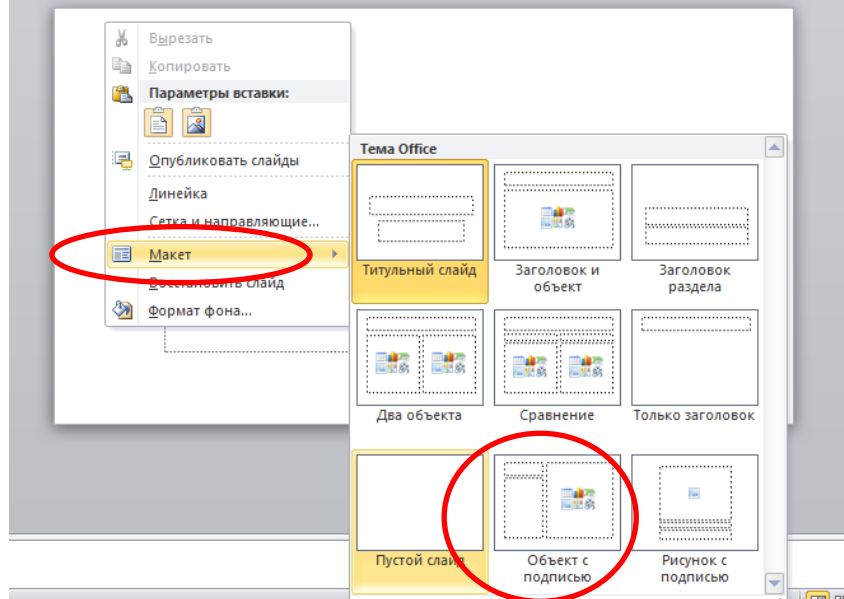 Вырезать
Копировать
Параметры вставки:
Опубликовать слайды
Линейка
Сетка и направляющие...
Макет
Восстановить слайд
Формат фона...
Тема Office
Титульный слайд
Заголовок и
объект
Заголовок
раздела
Два объекта
Сравнение
Только заголовок
Пустой слайд
Объект с
подписью
Рисунок с
подписью